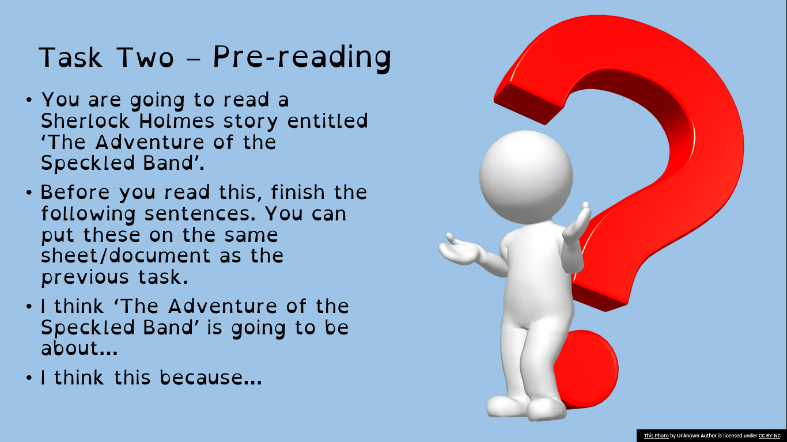 Task Two – Pre-reading
• You are going to read a
Sherlock Holmes story entitled
‘The Adventure of the
Speckled Band’.
• Before you read this, finish the
following sentences. You can
put these on the same
sheet/document as the
previous task.
• I think ‘The Adventure of the
Speckled Band’ is going to be
about...
• I think this because...
This Photo by Unknown Author is licensed under CC BY-NC